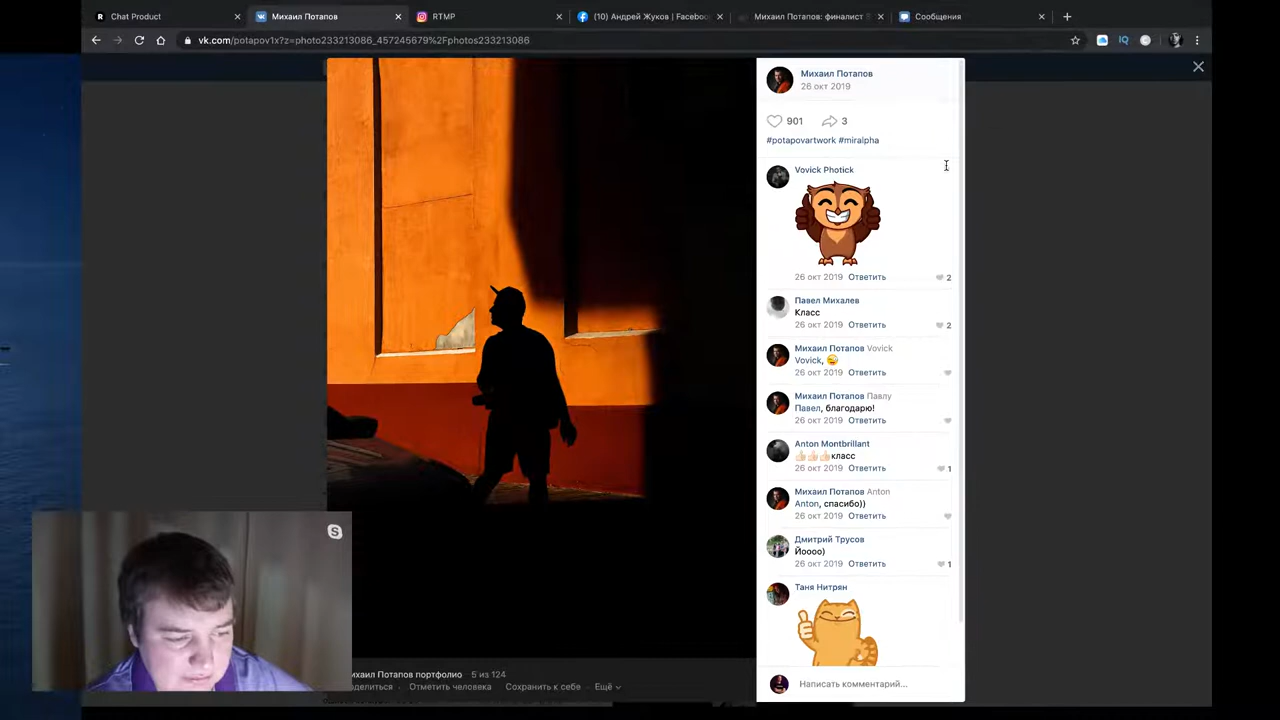 Chat Product
Михаил Потапов
RTMP
(10) Андрей Жуков | Faceboo
Михаил Потапов: финалист
Сообщения
vk.com/potapov1x?z=photo233213086_457245679%2Fphotos233213086
IQ
Михаил Потапов
26 окт 2019
901 3
#potapovartwork #miralpha
Vovick Photick
26 окт 2019 Ответить 2
Павел Михалев
Класс
26 окт 2019 Ответить 2
Михаил Потапов Vovick
Vovick, 😂
26 окт 2019 Ответить
Михаил Потапов Павлу
Павел, благодарю!
26 окт 2019 Ответить
Anton Montbrillant
👍👍👍класс
26 окт 2019 Ответить 1
Михаил Потапов Anton
Anton, спасибо))
26 окт 2019 Ответить
Дмитрий Трусов
Йоооо)
26 окт 2019 Ответить 1
Таня Нитрян
Написать комментарий...
ихаил Потапов портфолио 5 из 124
оделиться Отметить человека Сохранить к себе Ещё